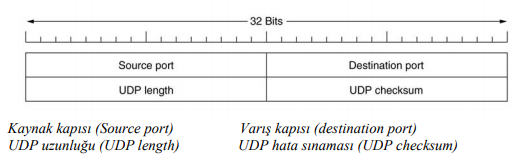 32 Bits
Source port Destination port
UDP length UDP checksum
Kaynak kapısı (Source port) Varış kapısı (destination port)
UDP uzunluğu (UDP length) UDP hata sınaması (UDP checksum)